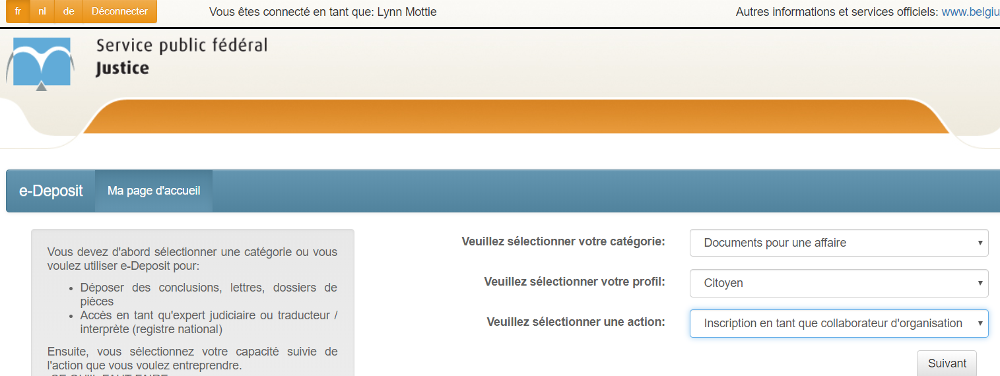 fr nl de Déconnecter Vous êtes connecté en tant que: Lynn Mottie Autres informations et services officiels: www.belgiu
Service public fédéral
Justice
e-Deposit Ma page d'accueil
Vous devez d'abord sélectionner une catégorie ou vous
voulez utiliser e-Deposit pour:
• Déposer des conclusions, lettres, dossiers de
pièces
• Accès en tant qu'expert judiciaire ou traducteur /
interprète (registre national)
Ensuite, vous sélectionnez votre capacité suivie de
l'action que vous voulez entreprendre.
Veuillez sélectionner votre catégorie: Documents pour une affaire
Veuillez sélectionner votre profil: Citoyen
Veuillez sélectionner une action: Inscription en tant que collaborateur d'organisation
Suivant